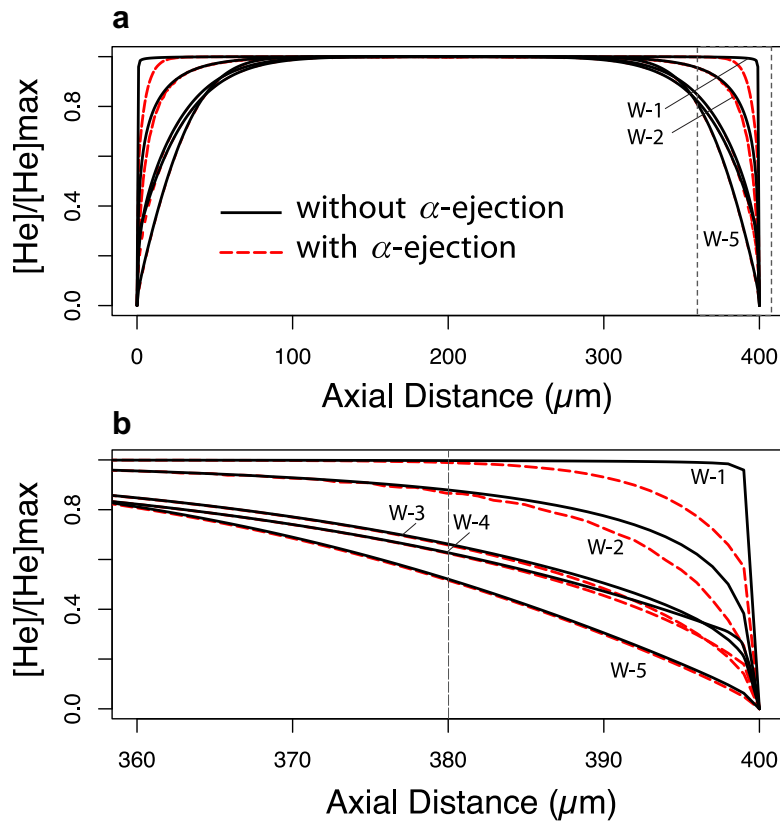 a
[He]/[He]max
0.8
0.4
0.0
W-1
W-2
without α-ejection
with α-ejection
W-5
0 100 200 300 400
Axial Distance (μm)
b
[He]/[He]max
0.8
0.4
0.0
W-1
W-3
W-4
W-2
W-5
360 370 380 390 400
Axial Distance (μm)